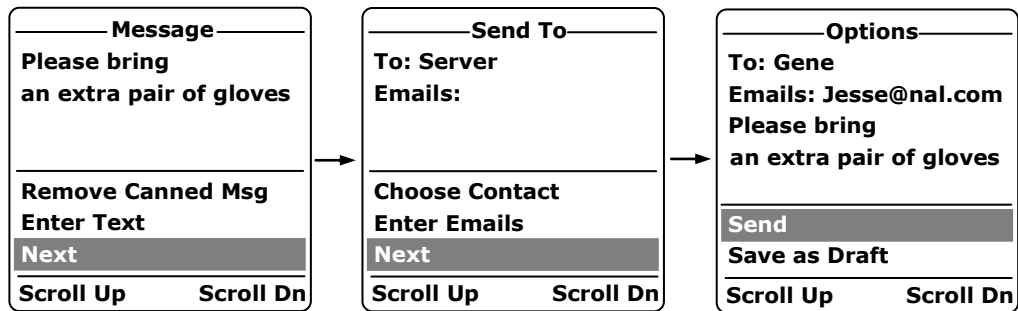 Message
Please bring
an extra pair of gloves
Remove Canned Msg
Enter Text
Next
Scroll Up Scroll Dn
Send To
To: Server
Emails:
Choose Contact
Enter Emails
Next
Scroll Up Scroll Dn
Options
To: Gene
Emails: Jesse@nal.com
Please bring
an extra pair of gloves
Send
Save as Draft
Scroll Up Scroll Dn